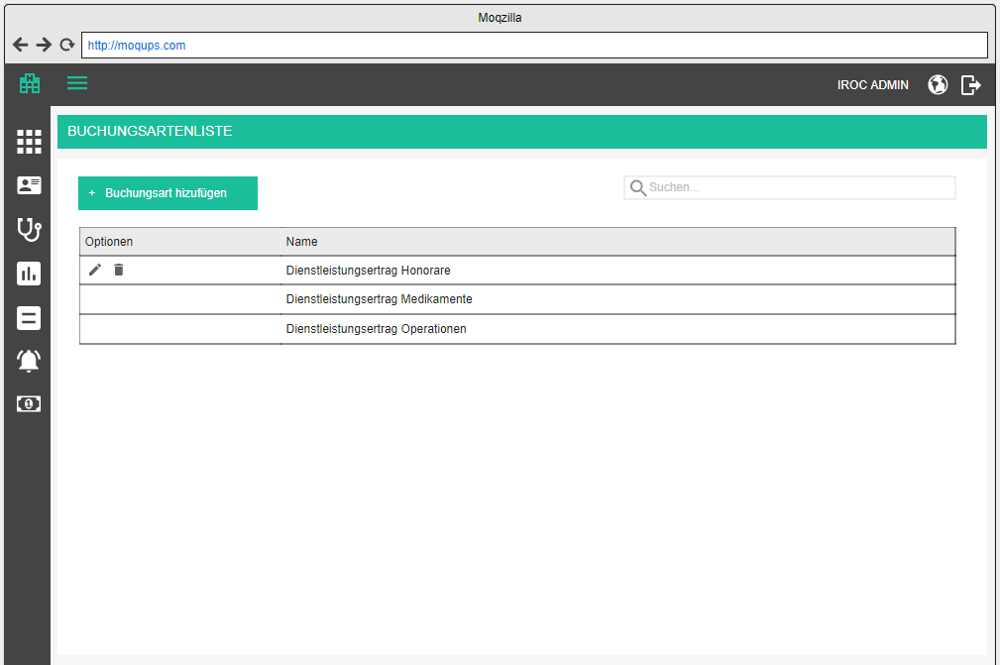 Moqzilla
http://moqups.com
IROC ADMIN
BUCHUNGSARTENLISTE
+ Buchungsart hizufügen
Suchen...
Optionen Name
Dienstleistungsertrag Honorare
Dienstleistungsertrag Medikamente
Dienstleistungsertrag Operationen